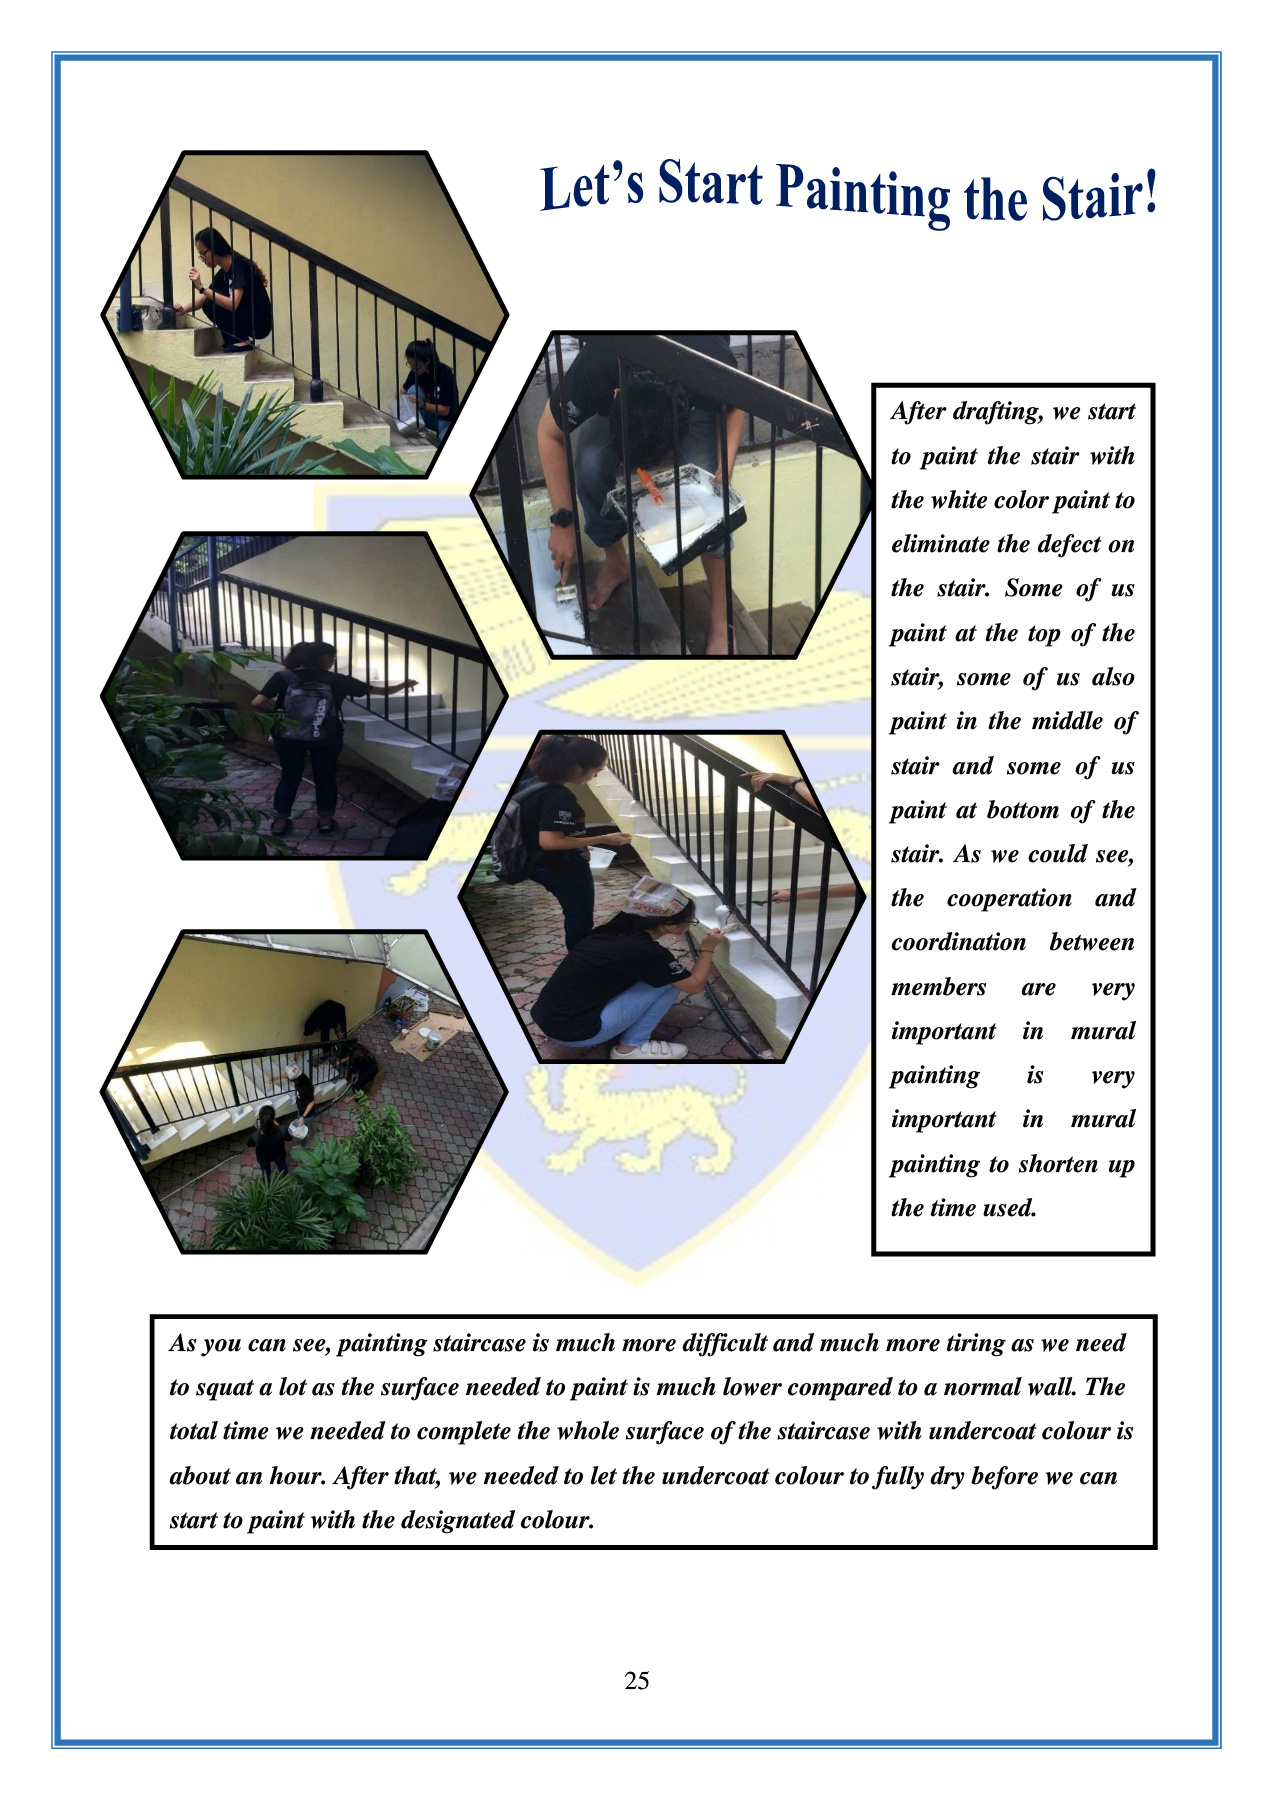 Let's Start Painting the Stair!
After drafting, we start
to paint the stair with
the white color paint to
eliminate the defect on
the stair. Some of us
paint at the top of the
stair, some of us also
paint in the middle of
stair and some of us
paint at bottom of the
stair. As we could see,
the cooperation and
coordination between
members are very
important in mural
painting is very
important in mural
painting to shorten up
the time used.
adidas
MU
As you can see, painting staircase is much more difficult and much more tiring as we need
to squat a lot as the surface needed to paint is much lower compared to a normal wall. The
total time we needed to complete the whole surface of the staircase with undercoat colour is
about an hour. After that, we needed to let the undercoat colour to fully dry before we can
start to paint with the designated colour.
25